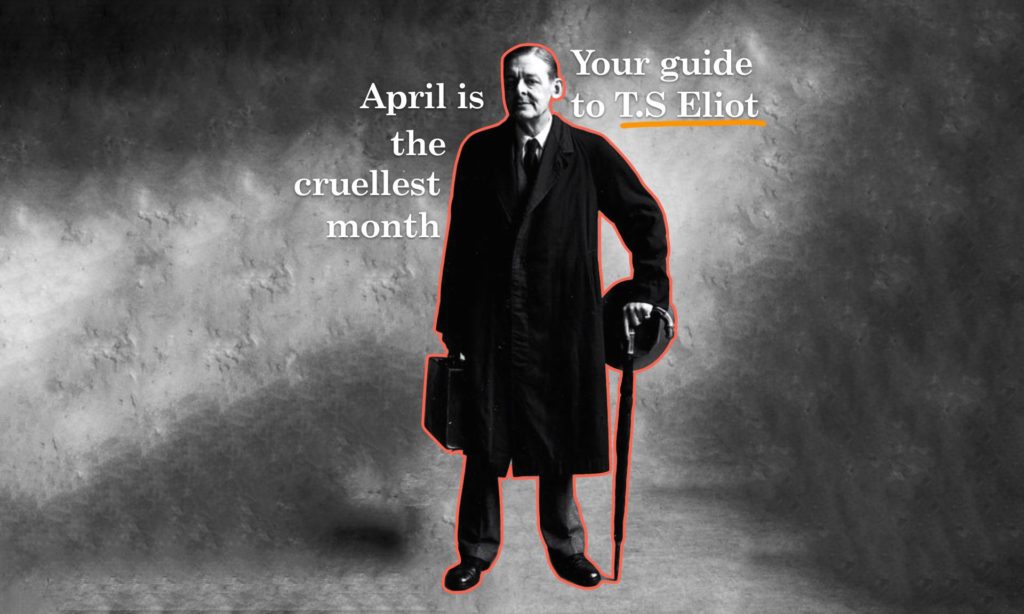 April is
the
cruellest
month
Your guide
to T.S Eliot